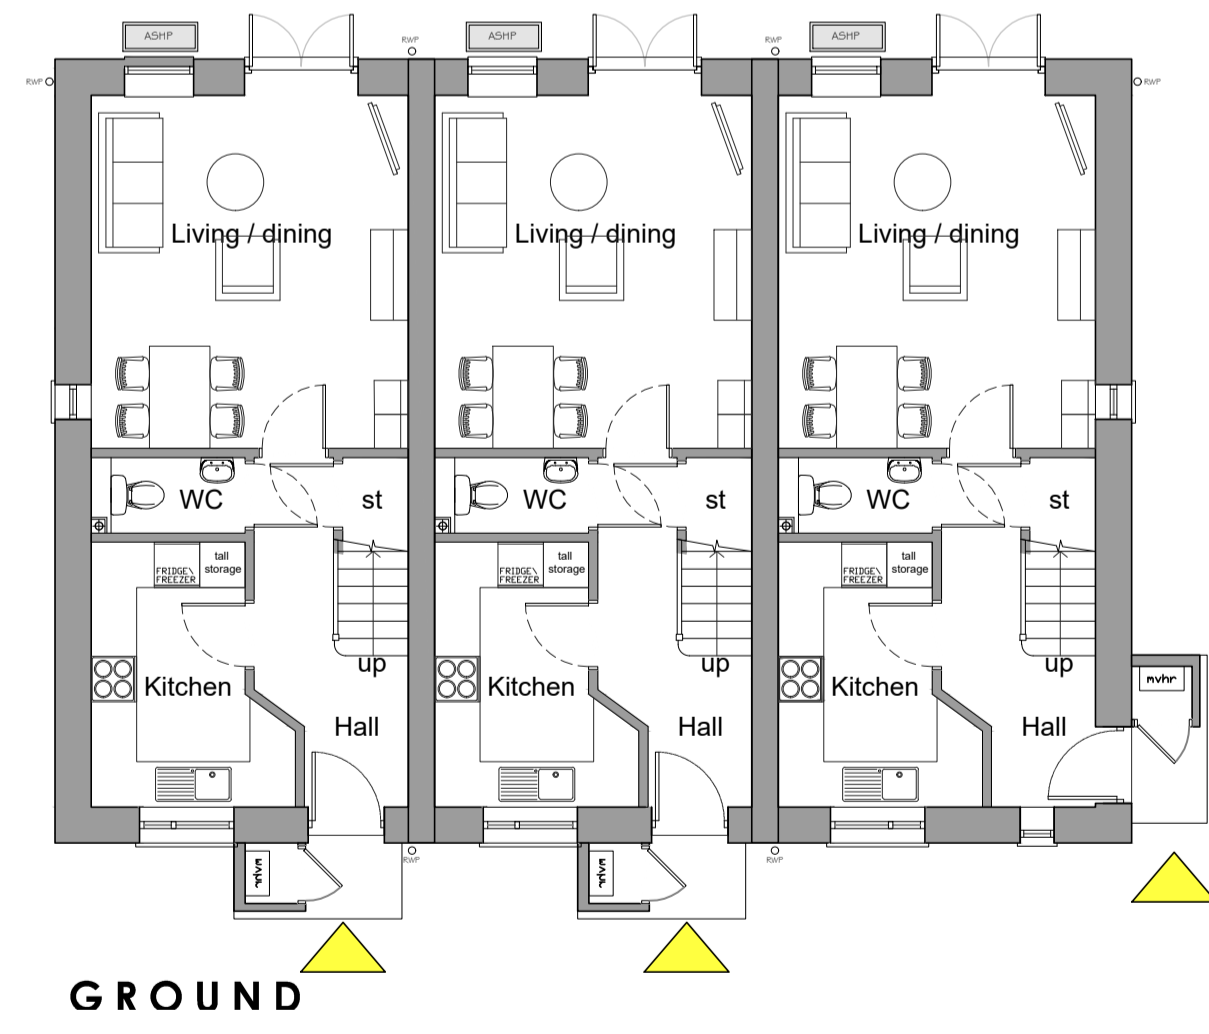 ASHP
ASHP
ASHP
RWP
RWP
RWP
RWP
Living / dining
Living / dining
Living / dining
WC
st
WC
st
WC
st
FRIDGE\
FREEZER
tall
storage
FRIDGE\
FREEZER
tall
storage
FRIDGE\
FREEZER
tall
storage
up
up
up
Kitchen
Kitchen
Kitchen
mvhr
Hall
Hall
Hall
RWP
RWP
mvhr
mvhr
GROUND